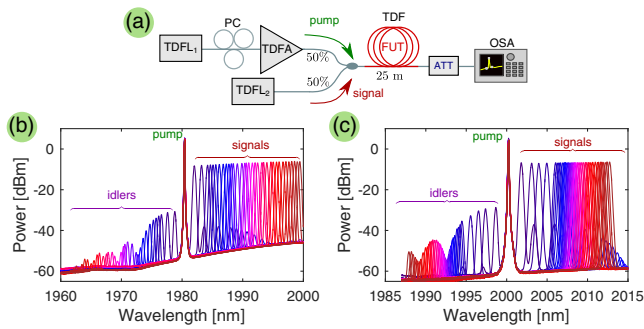 (a)
PC
pump
TDF
TDFL1
TDFA
50%
FUT
OSA
ATT
50%
25 m
TDFL2
signal
(b)
pump
signals
idlers
0
-20
-40
-60
Power [dBm]
1960
1970
1980
1990
2000
Wavelength [nm]
(c)
pump
signals
idlers
0
-20
-40
-60
Power [dBm]
1985
1990
1995
2000
2005
2010
2015
Wavelength [nm]